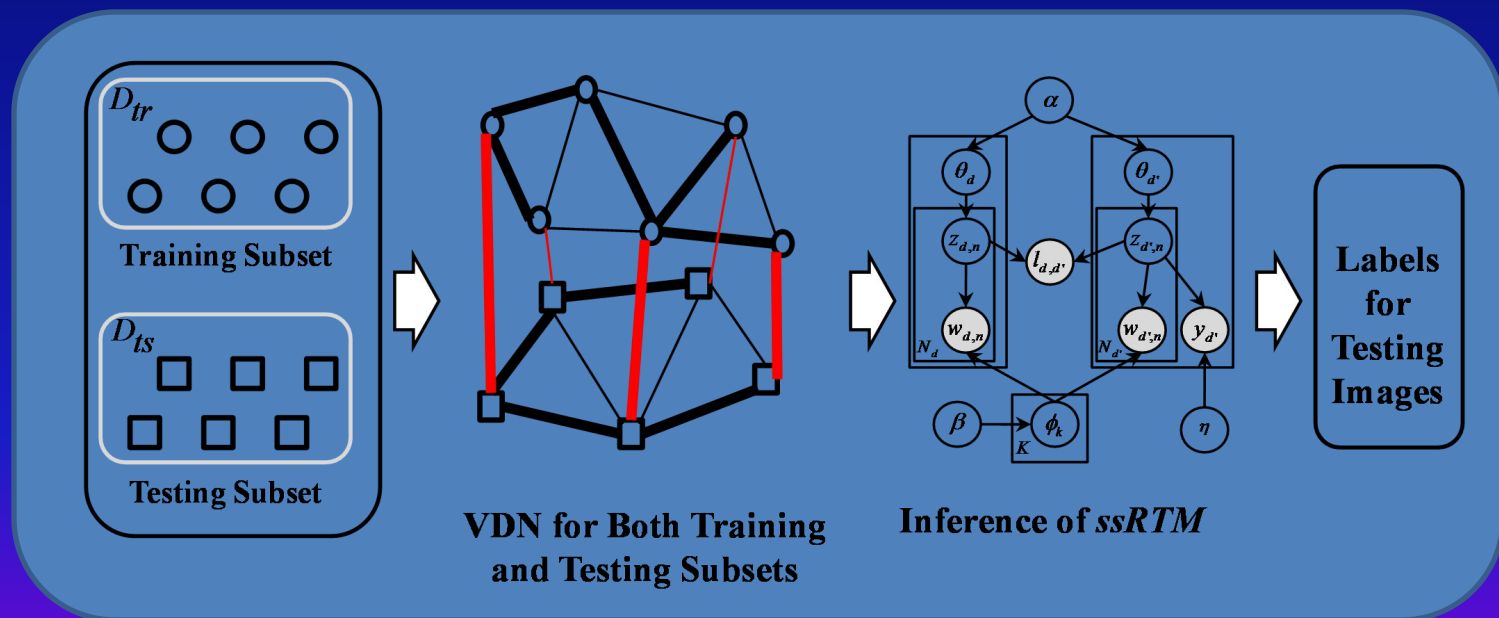 D_tr
Training Subset
D_ts
Testing Subset
VDN for Both Training
and Testing Subsets
α
θ_d
θ_d'
z_d,n
z_d',n
l_d,d'
w_d,n
w_d',n
y_d'
N_d
N_d'
β
ϕ_k
K
η
Inference of ssRTM
Labels
for
Testing
Images